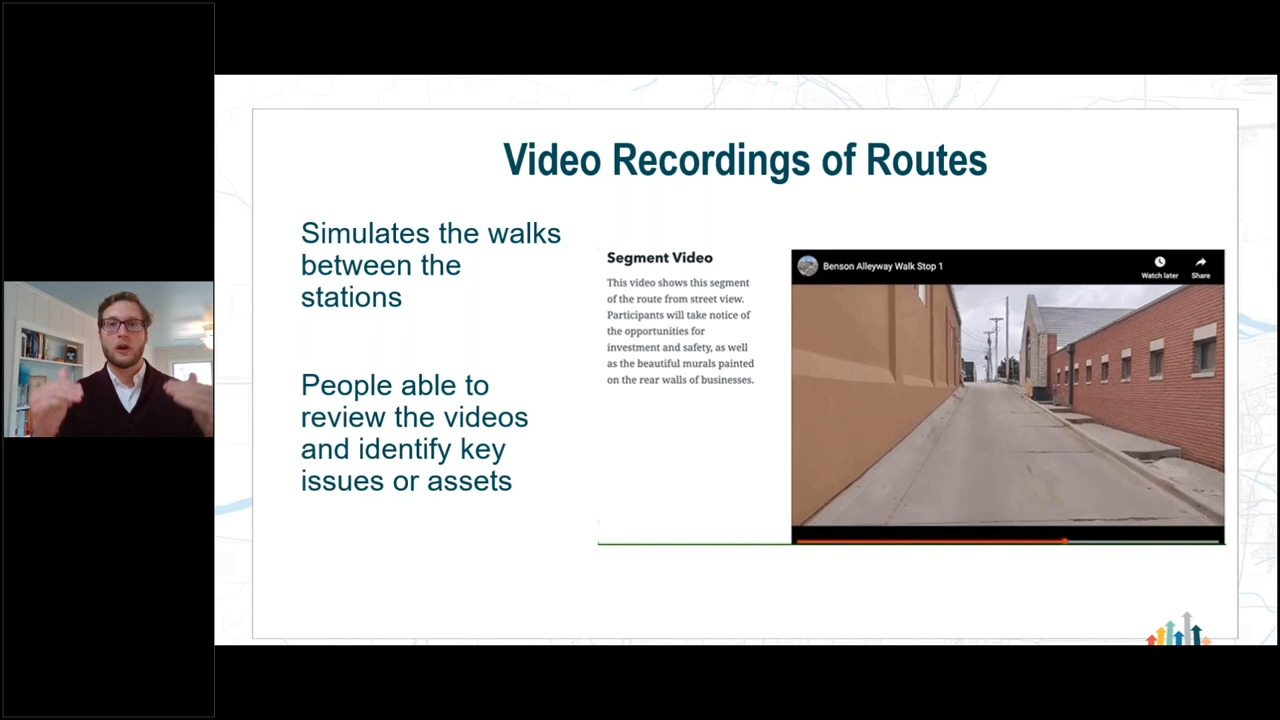 Video Recordings of Routes
Simulates the walks
between the
stations
People able to
review the videos
and identify key
issues or assets
Segment Video
This video shows this segment
of the route from street view.
Participants will take notice of
the opportunities for
investment and safety, as well
as the beautiful murals painted
on the rear walls of businesses.
Benson Alleyway Walk Stop 1
Watch later
Share